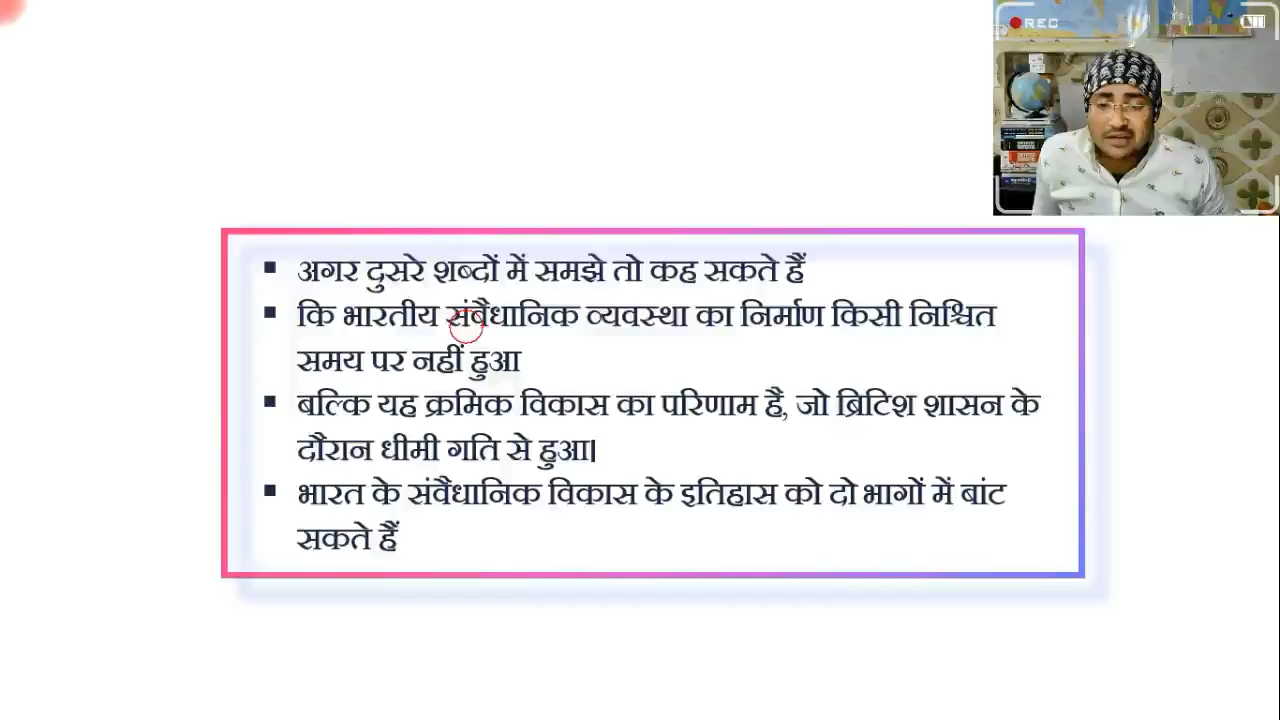 REC
अगर दुसरे शब्दों में समझे तो कह सकते हैं
कि भारतीय संवैधानिक व्यवस्था का निर्माण किसी निश्चित
समय पर नहीं हुआ
बल्कि यह क्रमिक विकास का परिणाम है, जो ब्रिटिश शासन के
दौरान धीमी गति से हुआ।
भारत के संवैधानिक विकास के इतिहास को दो भागों में बांट
सकते हैं